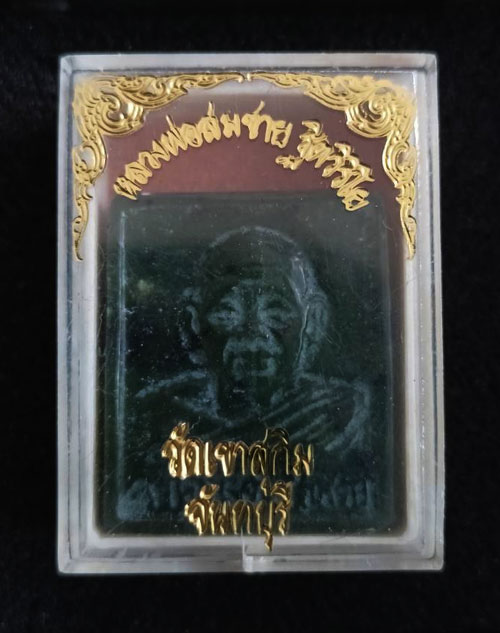 หลวงพ่อสมชาย ฐิตวิริโย
วัดเขาสุกิม
จันทบุรี